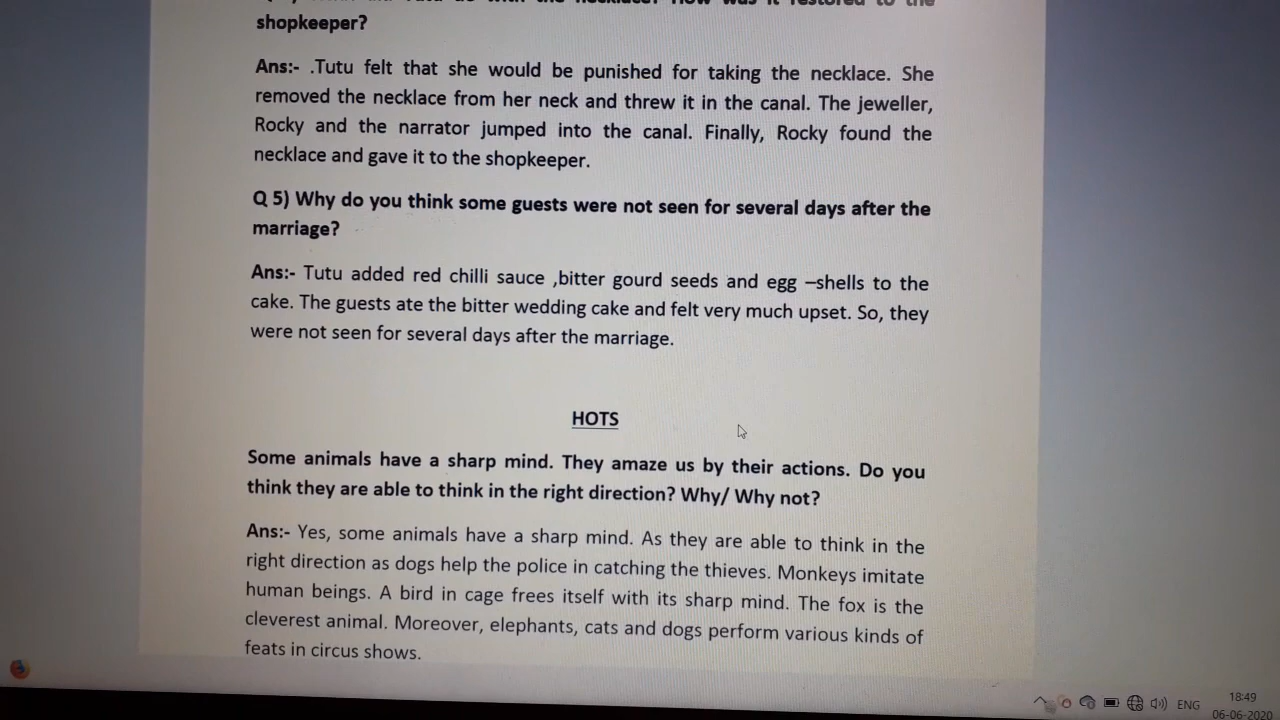 the necklace? How was it restored to the
shopkeeper?
Ans:- .Tutu felt that she would be punished for taking the necklace. She
removed the necklace from her neck and threw it in the canal. The jeweller,
Rocky and the narrator jumped into the canal. Finally, Rocky found the
necklace and gave it to the shopkeeper.
Q 5) Why do you think some guests were not seen for several days after the
marriage?
Ans:- Tutu added red chilli sauce ,bitter gourd seeds and egg –shells to the
cake. The guests ate the bitter wedding cake and felt very much upset. So, they
were not seen for several days after the marriage.
HOTS
Some animals have a sharp mind. They amaze us by their actions. Do you
think they are able to think in the right direction? Why/ Why not?
Ans:- Yes, some animals have a sharp mind. As they are able to think in the
right direction as dogs help the police in catching the thieves. Monkeys imitate
human beings. A bird in cage frees itself with its sharp mind. The fox is the
cleverest animal. Moreover, elephants, cats and dogs perform various kinds of
feats in circus shows.
ENG
18:49
06-06-2020